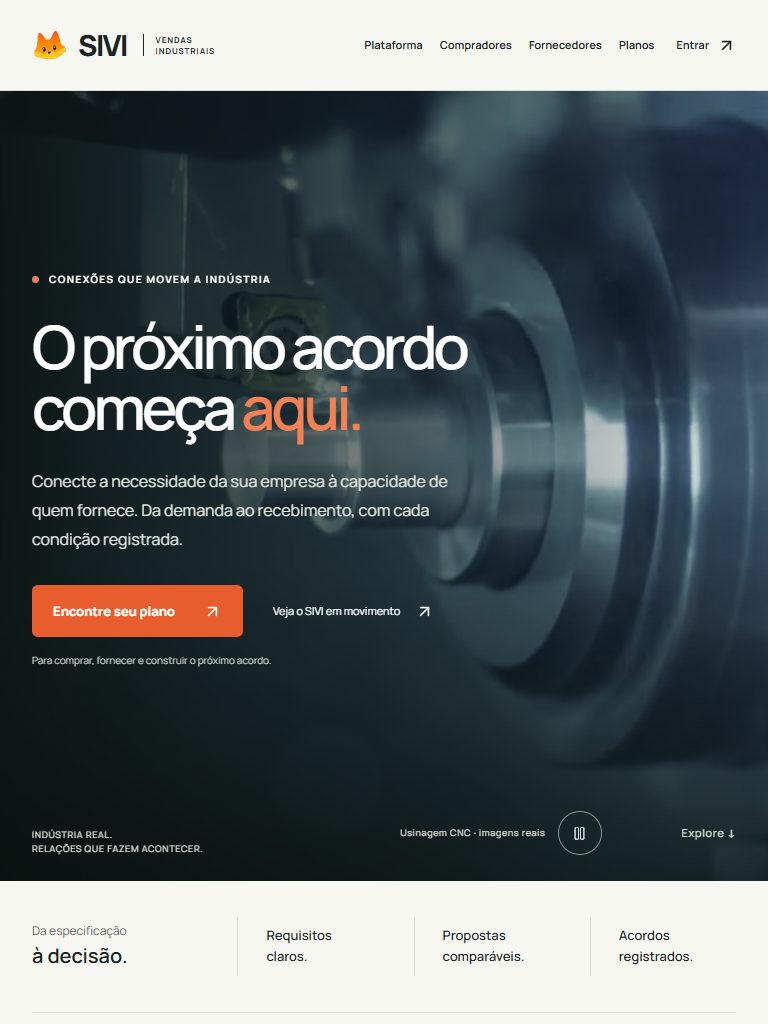 SIVI
VENDAS
INDUSTRIAIS
Plataforma
Compradores
Fornecedores
Planos
Entrar
CONEXÕES QUE MOVEM A INDÚSTRIA
O próximo acordo
começa aqui.
Conecte a necessidade da sua empresa à capacidade de
quem fornece. Da demanda ao recebimento, com cada
condição registrada.
Encontre seu plano
Veja o SIVI em movimento
Para comprar, fornecer e construir o próximo acordo.
INDÚSTRIA REAL.
RELAÇÕES QUE FAZEM ACONTECER.
Usinagem CNC · imagens reais
Explore ↓
Da especificação
à decisão.
Requisitos
claros.
Propostas
comparáveis.
Acordos
registrados.